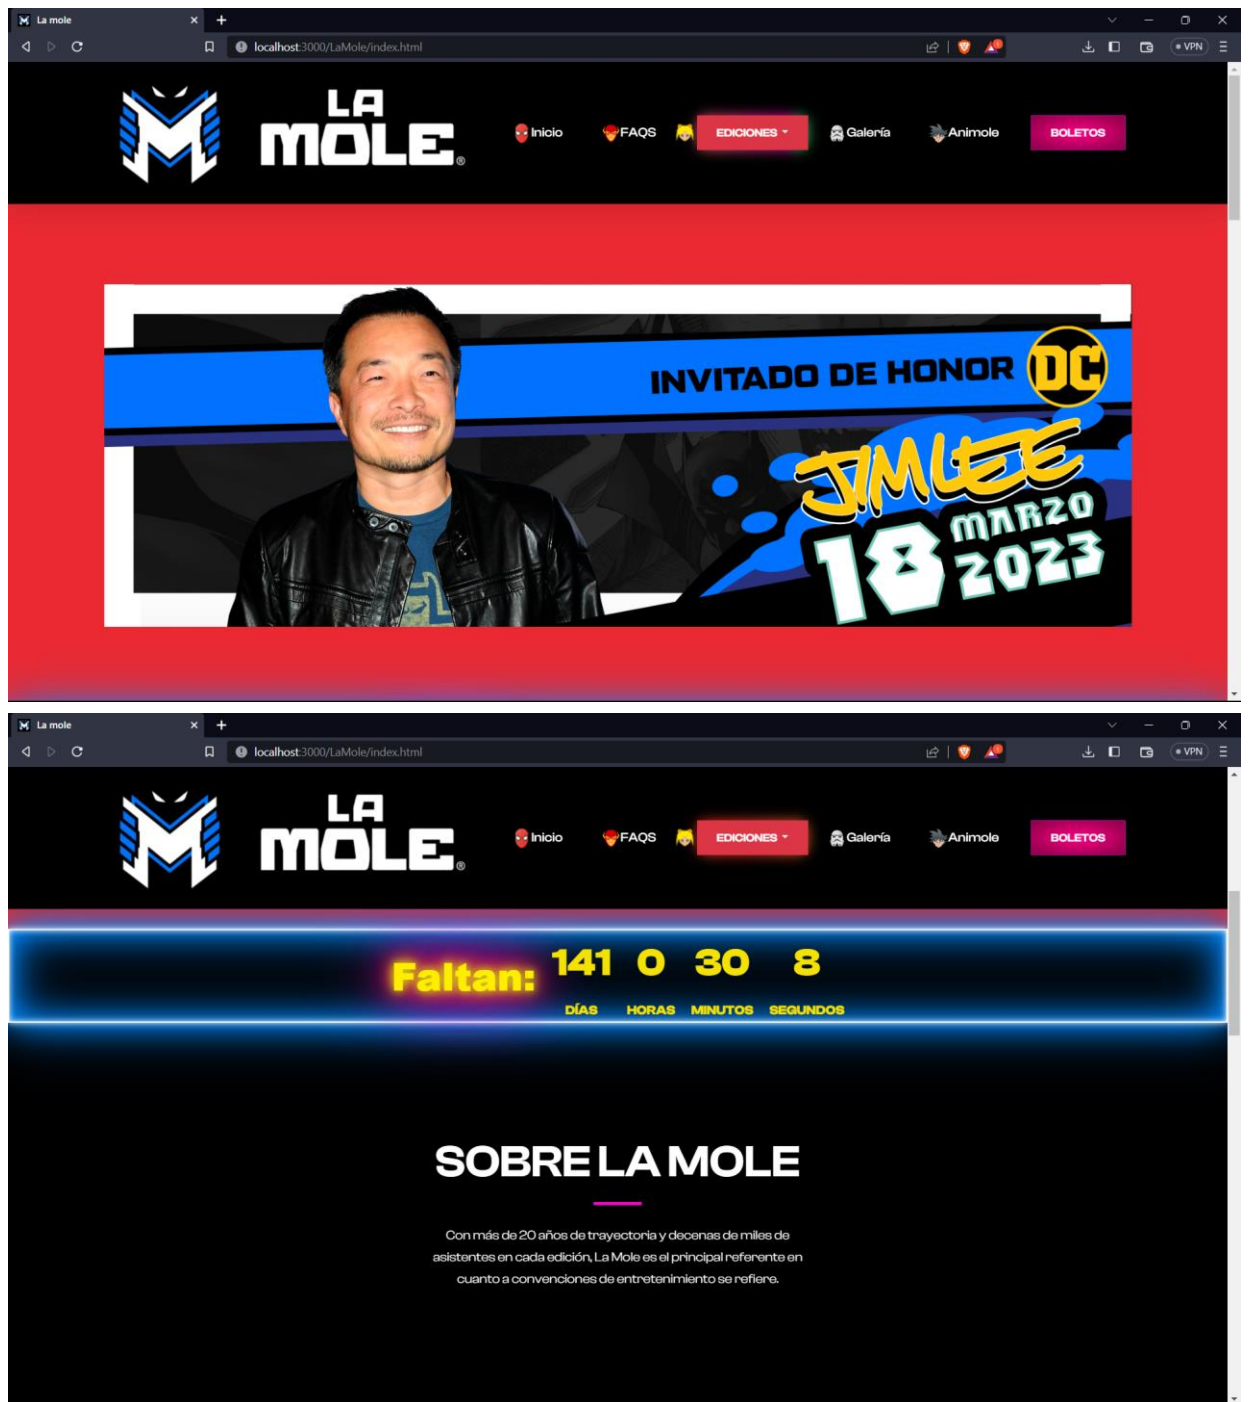 La mole
localhost:3000/LaMole/index.html
VPN
LA
MOLE®
Inicio
FAQS
EDICIONES
Galería
Animole
BOLETOS
INVITADO DE HONOR DC
JIM LEE
18 MARZO
2023
La mole
localhost:3000/LaMole/index.html
VPN
LA
MOLE®
Inicio
FAQS
EDICIONES
Galería
Animole
BOLETOS
Faltan: 141 0 30 8
DÍAS HORAS MINUTOS SEGUNDOS
SOBRE LA MOLE
Con más de 20 años de trayectoria y decenas de miles de
asistentes en cada edición, La Mole es el principal referente en
cuanto a convenciones de entretenimiento se refiere.